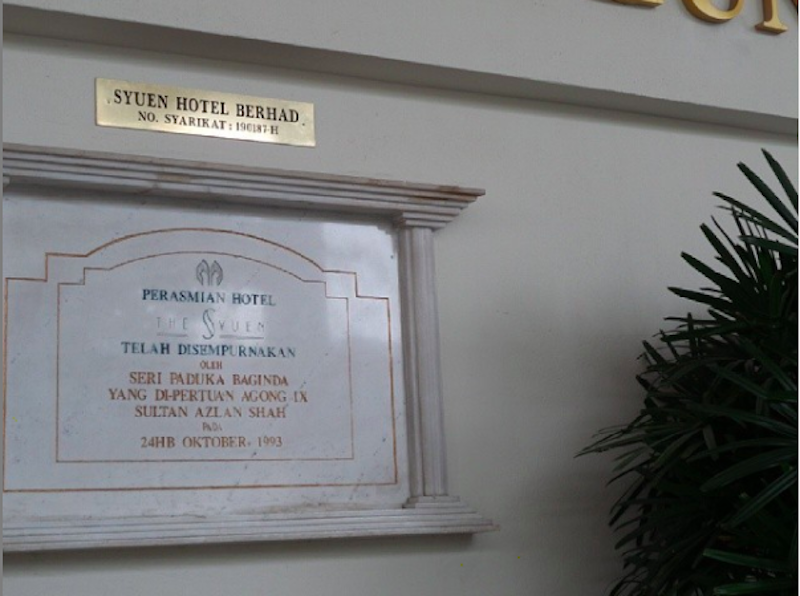 SYUEN HOTEL BERHAD
NO. SYARIKAT: 190187-H
PERASMIAN HOTEL
THE SYUEN
TELAH DISEMPURNAKAN
OLEH
SERI PADUKA BAGINDA
YANG DI-PERTUAN AGONG IX
SULTAN AZLAN SHAH
PADA
24HB OKTOBER, 1993